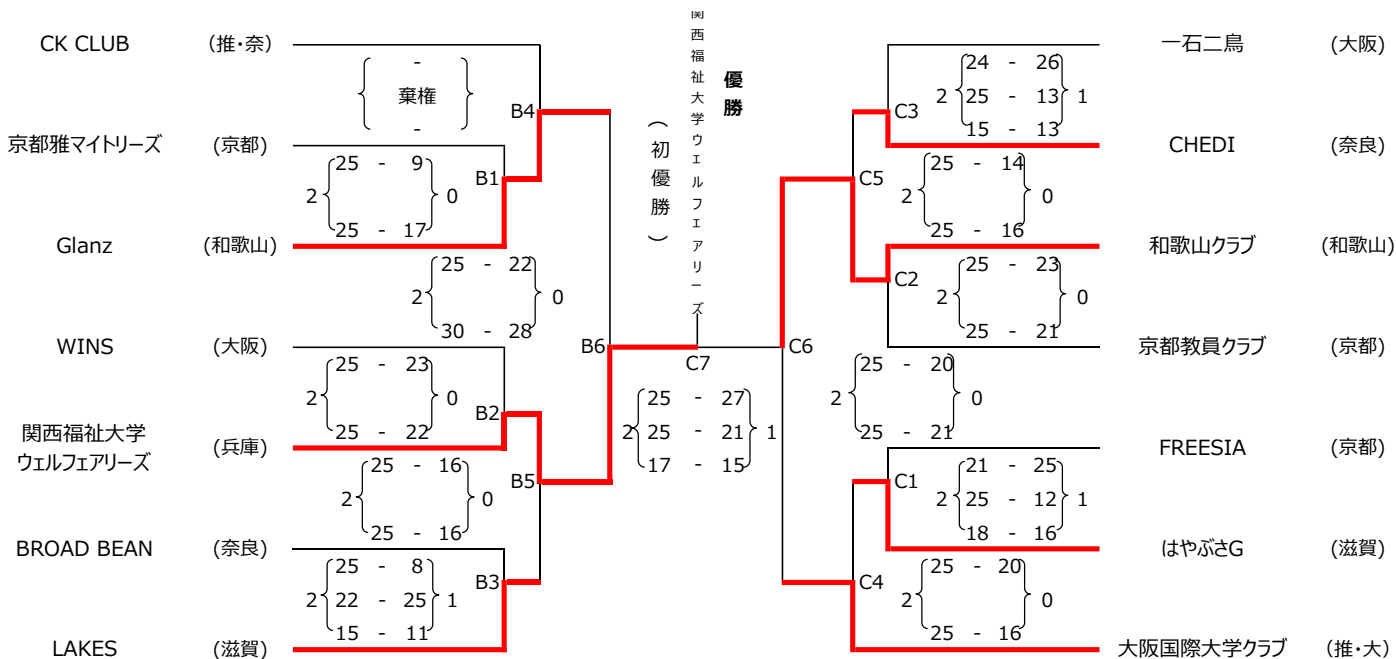 CK CLUB (推・奈)
京都雅マイトリーズ (京都)
Glanz (和歌山)
WINS (大阪)
関西福祉大学
ウェルフェアリーズ (兵庫)
BROAD BEAN (奈良)
LAKES (滋賀)
-
棄権
-
B4
25 - 9
2 0
25 - 17
B1
25 - 22
2 0
30 - 28
B6
25 - 23
2 0
25 - 22
B2
25 - 16
2 0
25 - 16
B5
25 - 8
2 22 - 25 1
15 - 11
B3
関西福祉大学ウェルフェアリーズ
優勝
(初優勝)
C7
25 - 27
2 25 - 21 1
17 - 15
24 - 26
2 25 - 13 1
15 - 13
C3
25 - 14
2 0
25 - 16
C5
25 - 23
2 0
25 - 21
C2
C6
25 - 20
2 0
25 - 21
21 - 25
2 25 - 12 1
18 - 16
C1
25 - 20
2 0
25 - 16
C4
一石二鳥 (大阪)
CHEDI (奈良)
和歌山クラブ (和歌山)
京都教員クラブ (京都)
FREESIA (京都)
はやぶさG (滋賀)
大阪国際大学クラブ (推・大)